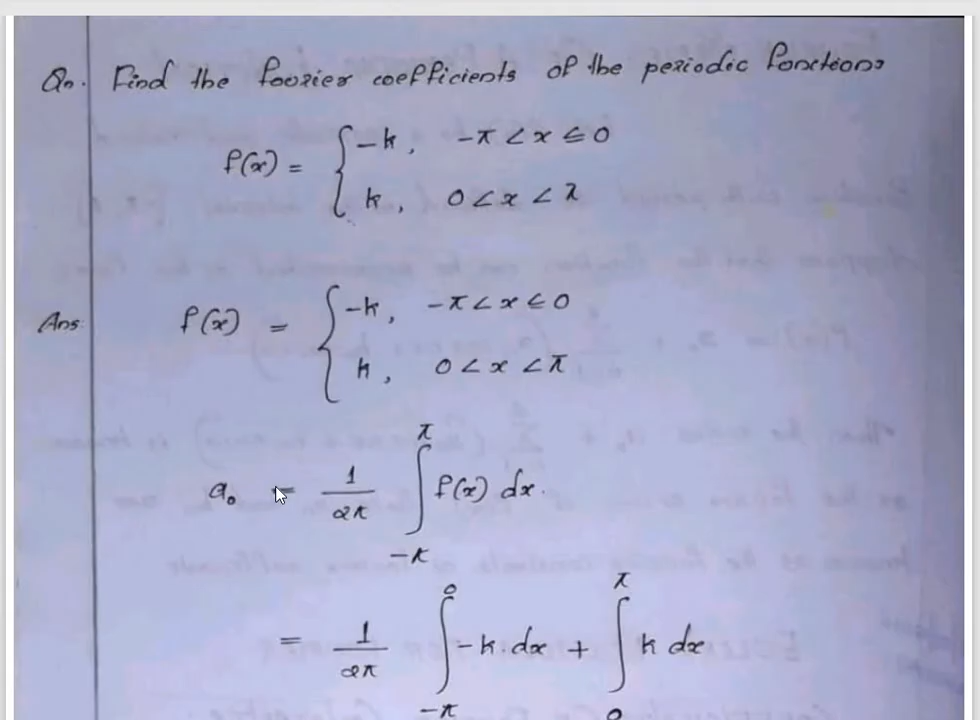 Qn. Find the fourier coefficients of the periodic functions
f(x) = { -k, -π < x ≤ 0
k, 0 < x < π
Ans. f(x) = { -k, -π < x ≤ 0
k, 0 < x < π
a₀ = 1/2π ∫_{-π}^{π} f(x) dx.
= 1/2π ∫_{-π}^{0} -k.dx + ∫_{0}^{π} k dx